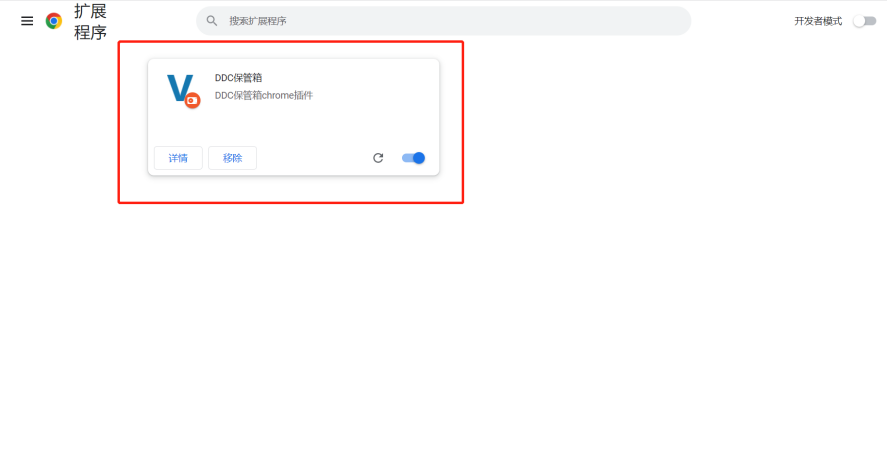 扩展
程序
搜索扩展程序
开发者模式
DDC保管箱
DDC保管箱chrome插件
详情
移除